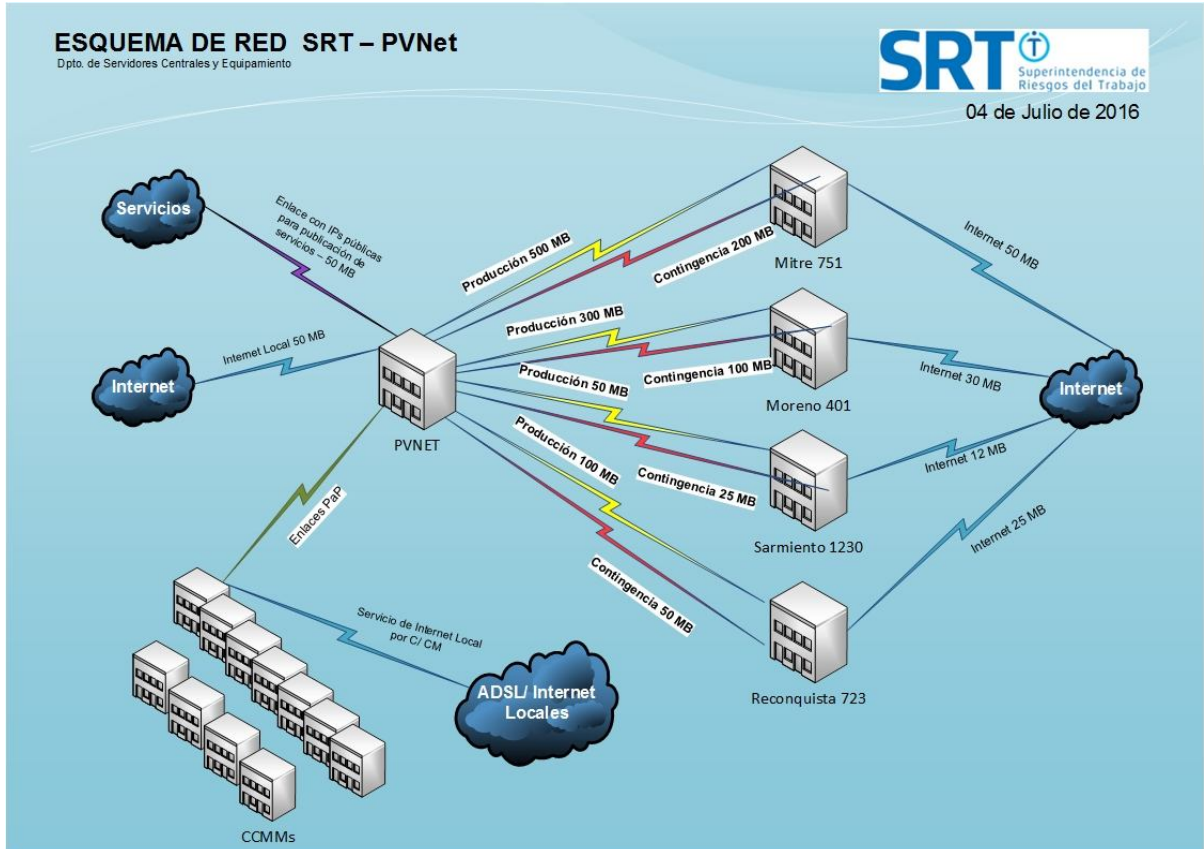 ESQUEMA DE RED SRT – PVNet
Dpto. de Servidores Centrales y Equipamiento
SRT
Superintendencia de
Riesgos del Trabajo
04 de Julio de 2016
Servicios
Enlace con IPs públicas
para publicación de
servicios – 50 MB
Producción 500 MB
Contingencia 200 MB
Mitre 751
Internet 50 MB
Internet
Internet Local 50 MB
PVNET
Producción 300 MB
Contingencia 100 MB
Moreno 401
Internet 30 MB
Internet
Producción 50 MB
Contingencia 25 MB
Sarmiento 1230
Internet 12 MB
Producción 100 MB
Contingencia 50 MB
Reconquista 723
Internet 25 MB
Enlaces PaP
Servicio de Internet Local
por C/ CM
ADSL/ Internet
Locales
CCMMs